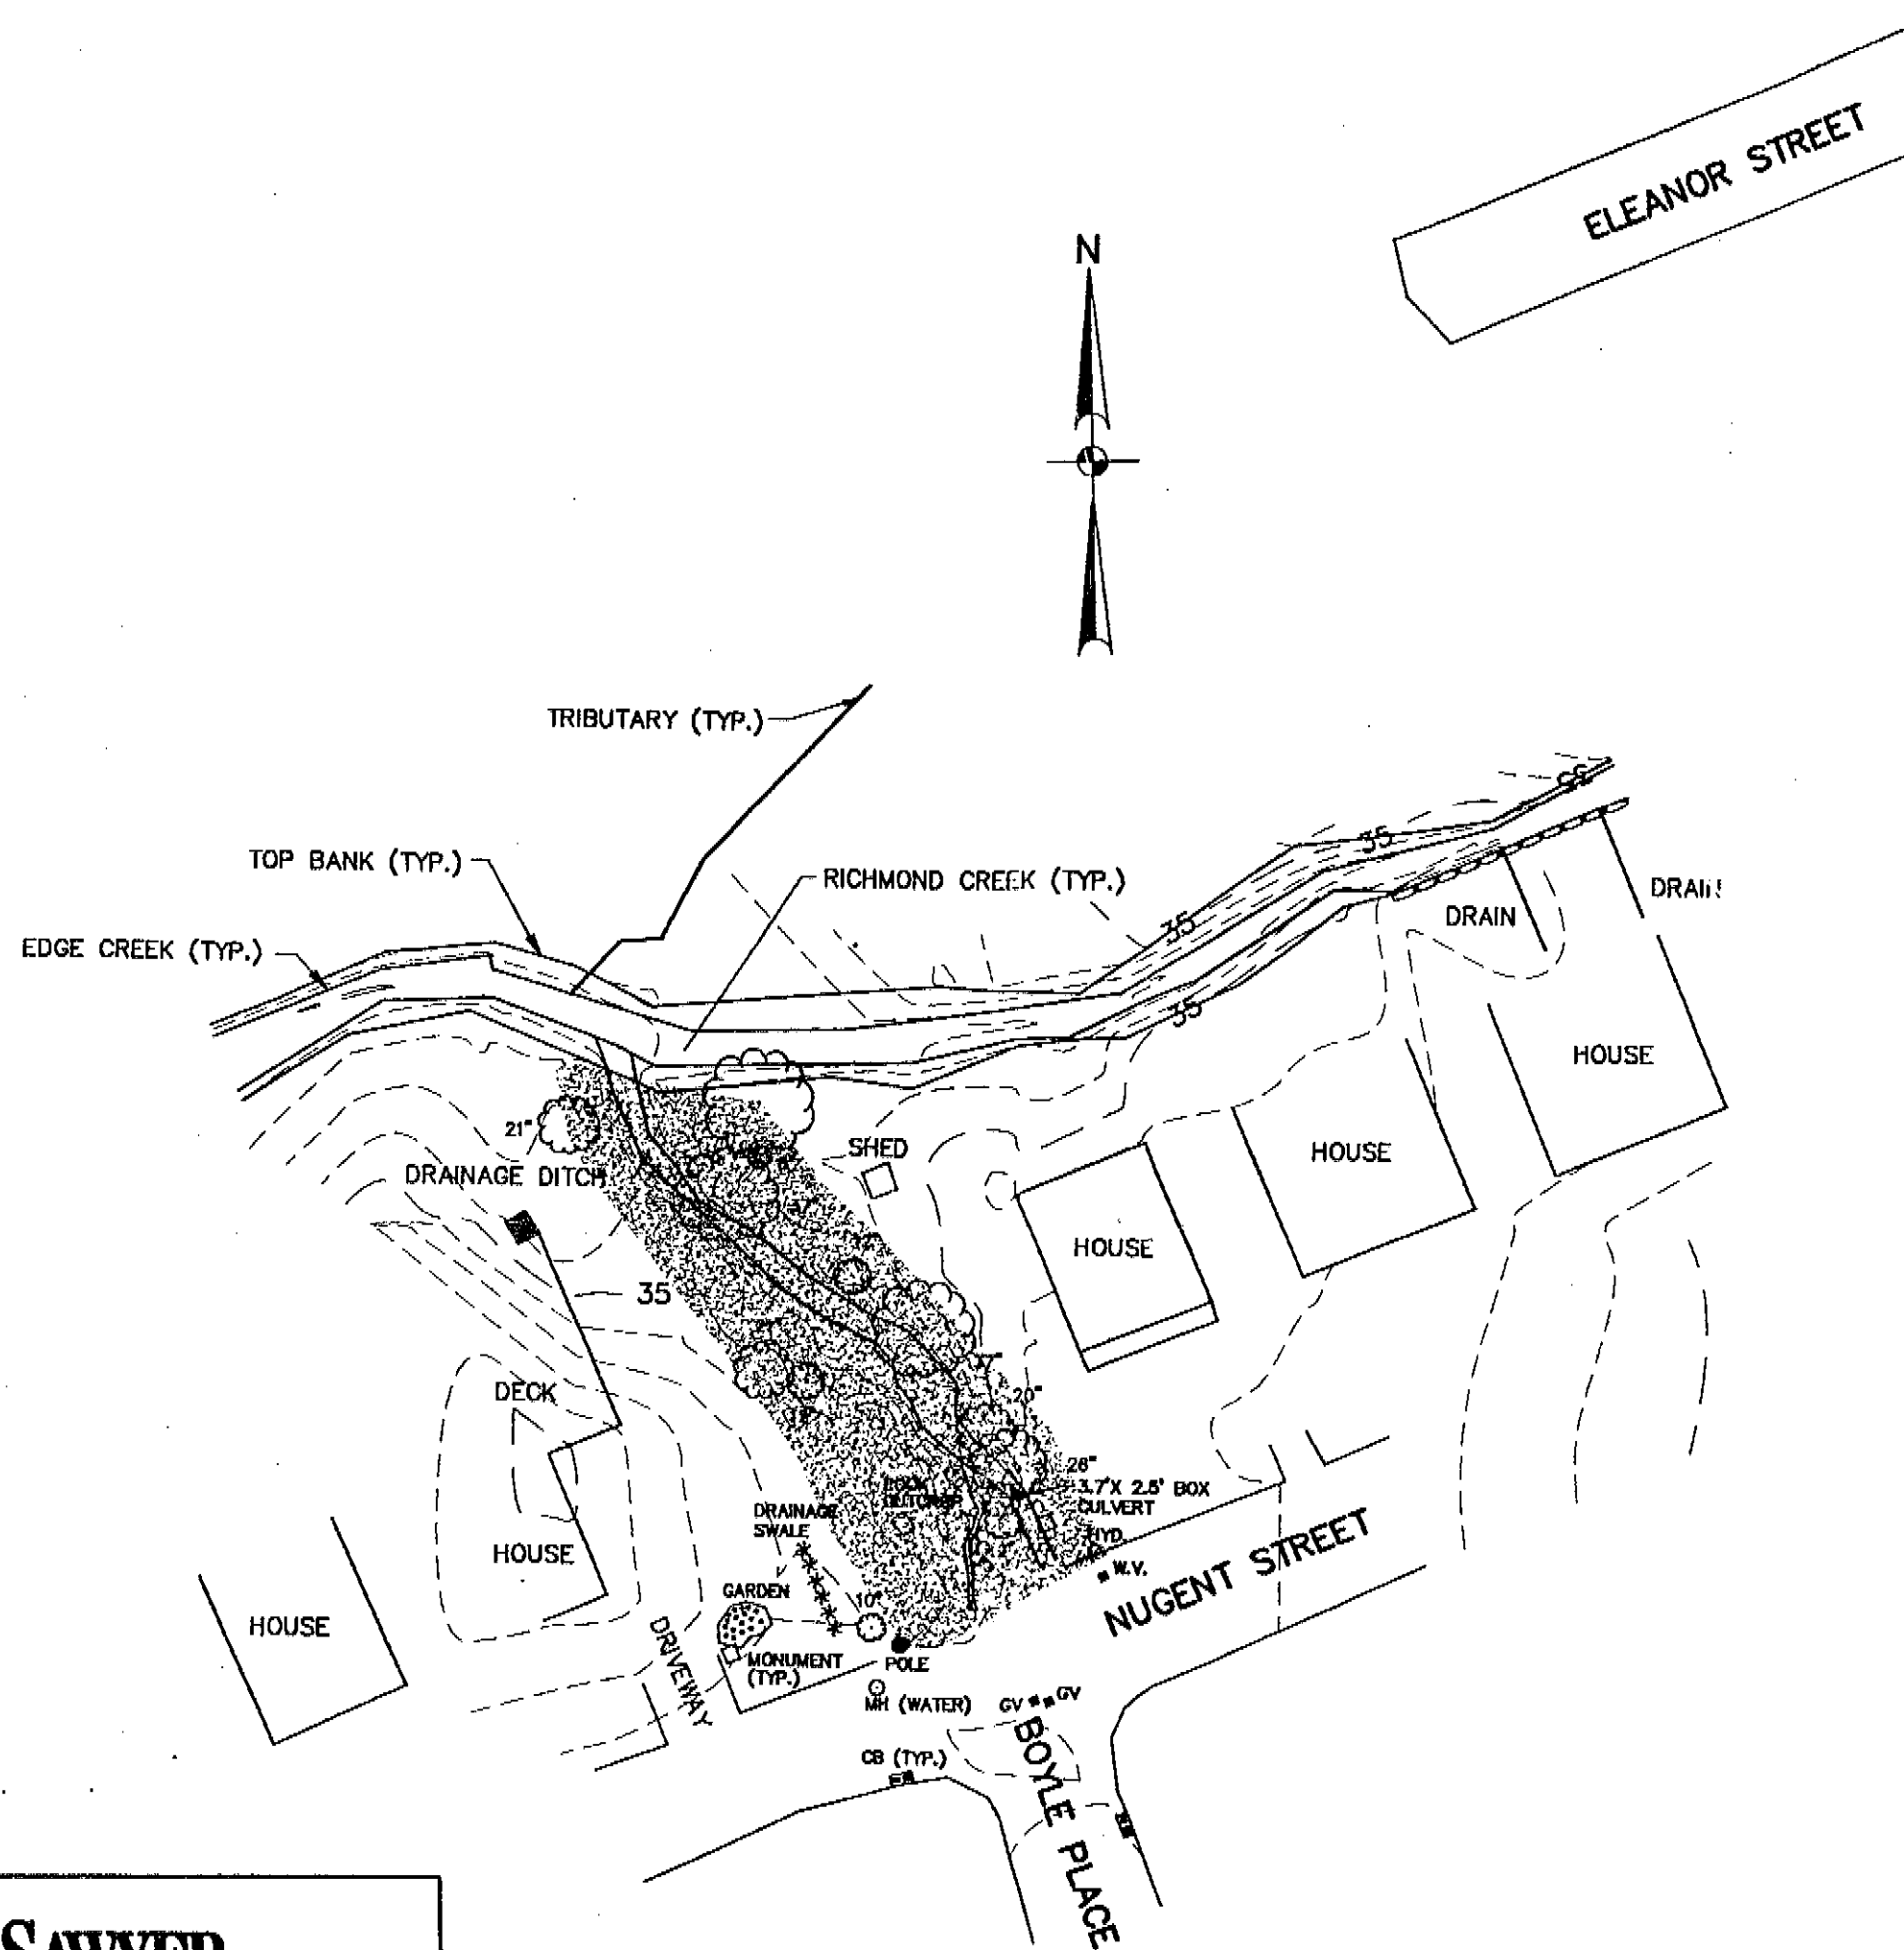 ELEANOR STREET
N
TRIBUTARY (TYP.)
TOP BANK (TYP.)
RICHMOND CREEK (TYP.)
EDGE CREEK (TYP.)
35
35
35
DRAIN
HOUSE
21"
DRAINAGE DITCH
SHED
HOUSE
HOUSE
35
DECK
20"
26"
3.7'X 2.5' BOX
CULVERT
DRAINAGE
SWALE
HYD.
W.V.
NUGENT STREET
HOUSE
GARDEN
10"
HOUSE
DRIVEWAY
MONUMENT
(TYP.)
POLE
MH (WATER)
GV
GV
BOYLE PLACE
CB (TYP.)
SAWYER